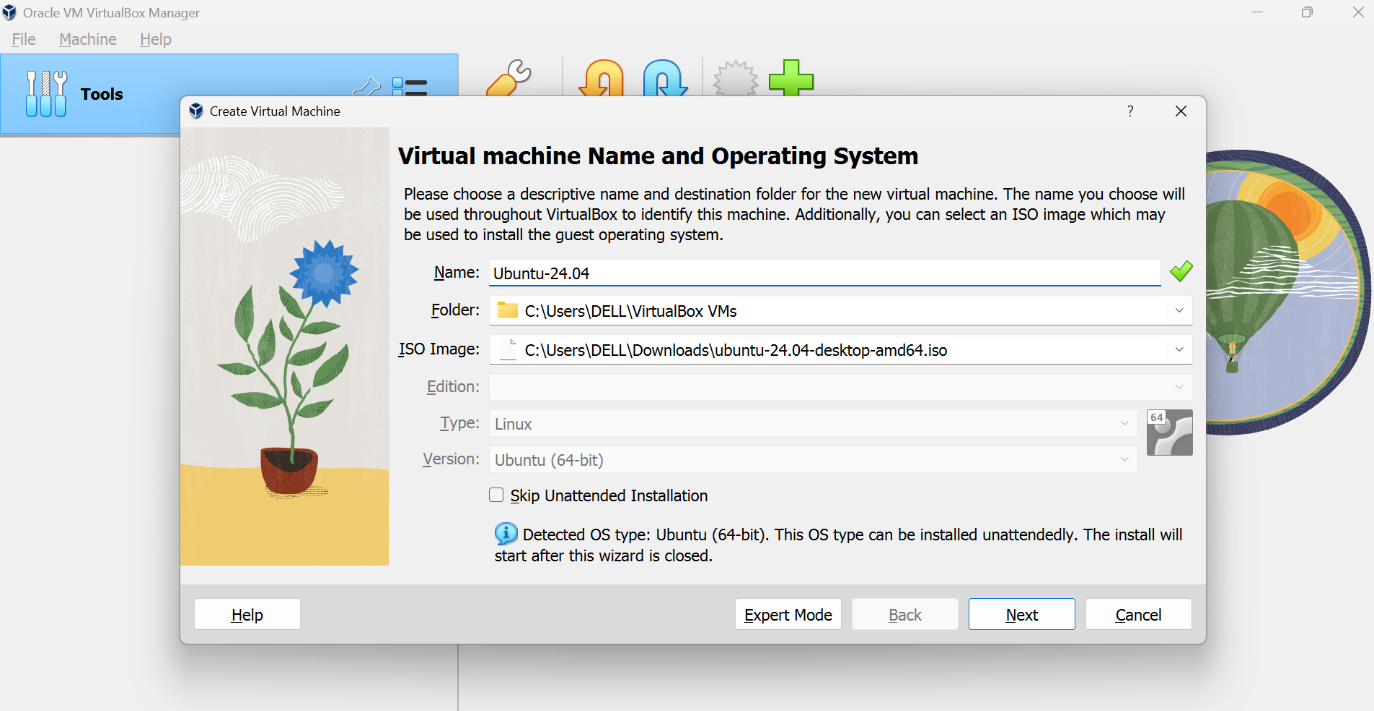 Oracle VM VirtualBox Manager
File Machine Help
Tools
Create Virtual Machine
?
Virtual machine Name and Operating System
Please choose a descriptive name and destination folder for the new virtual machine. The name you choose will
be used throughout VirtualBox to identify this machine. Additionally, you can select an ISO image which may
be used to install the guest operating system.
Name: Ubuntu-24.04
Folder: C:\Users\DELL\VirtualBox VMs
ISO Image: C:\Users\DELL\Downloads\ubuntu-24.04-desktop-amd64.iso
Edition:
Type: Linux
64
Version: Ubuntu (64-bit)
Skip Unattended Installation
Detected OS type: Ubuntu (64-bit). This OS type can be installed unattendedly. The install will
start after this wizard is closed.
Help Expert Mode Back Next Cancel